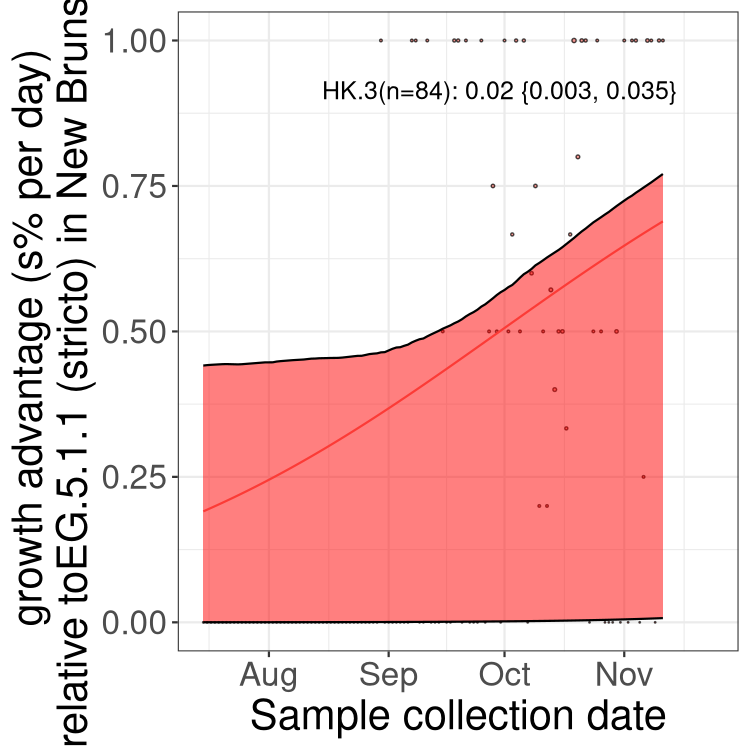 growth advantage (s% per day)
relative toEG.5.1.1 (stricto) in New Bruns
1.00
0.75
0.50
0.25
0.00
HK.3(n=84): 0.02 {0.003, 0.035}
Aug Sep Oct Nov
Sample collection date